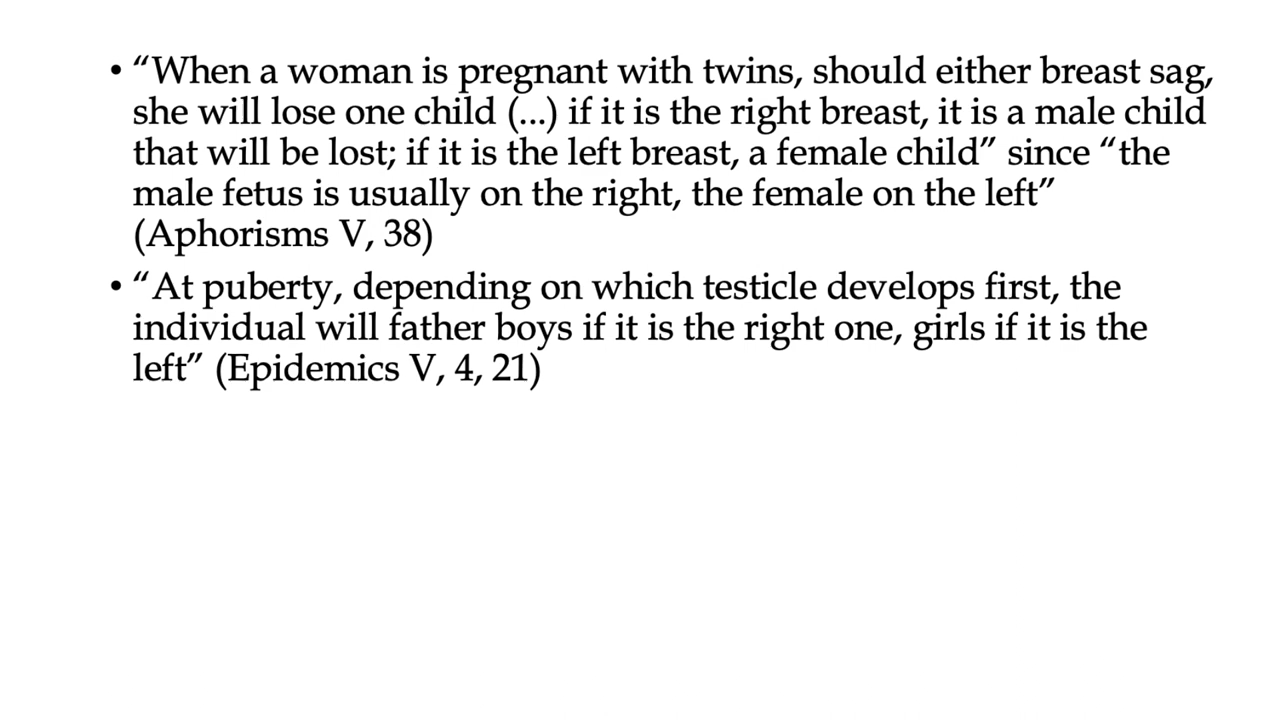 • “When a woman is pregnant with twins, should either breast sag,
she will lose one child (...) if it is the right breast, it is a male child
that will be lost; if it is the left breast, a female child” since “the
male fetus is usually on the right, the female on the left”
(Aphorisms V, 38)
• “At puberty, depending on which testicle develops first, the
individual will father boys if it is the right one, girls if it is the
left” (Epidemics V, 4, 21)